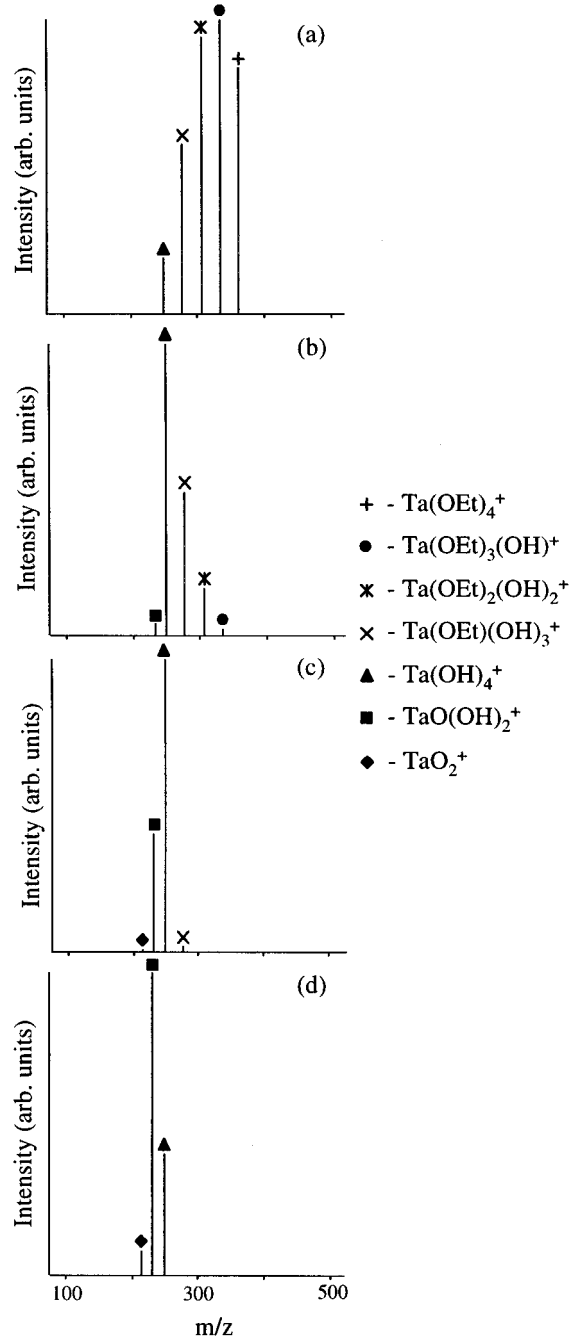 (a)
Intensity (arb. units)
(b)
Intensity (arb. units)
+ - Ta(OEt)₄⁺
● - Ta(OEt)₃(OH)⁺
ж - Ta(OEt)₂(OH)₂⁺
× - Ta(OEt)(OH)₃⁺
▲ - Ta(OH)₄⁺
■ - TaO(OH)₂⁺
◆ - TaO₂⁺
(c)
Intensity (arb. units)
(d)
Intensity (arb. units)
100 300 500
m/z